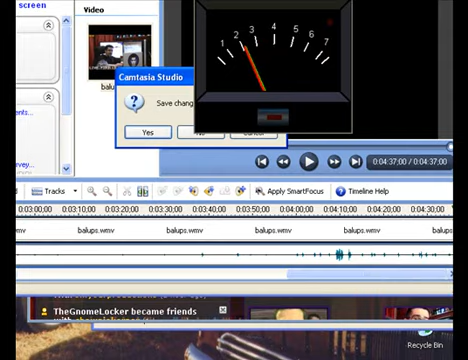 screen
Video
1 2 3 4 5 6 7
Camtasia Studio
Save chang
Yes
Cancel
0:04:37;00 / 0:04:37;00
Tracks
Apply SmartFocus
Timeline Help
0:03:00;00 0:03:10;00 0:03:20;00 0:03:30;00 0:03:40;00 0:03:50;00 0:04:00;00 0:04:10;00 0:04:20;00 0:04:30;00
wmv balups.wmv balups.wmv balups.wmv balups.wmv balups.wmv
TheGnomeLocker became friends
with
Recycle Bin